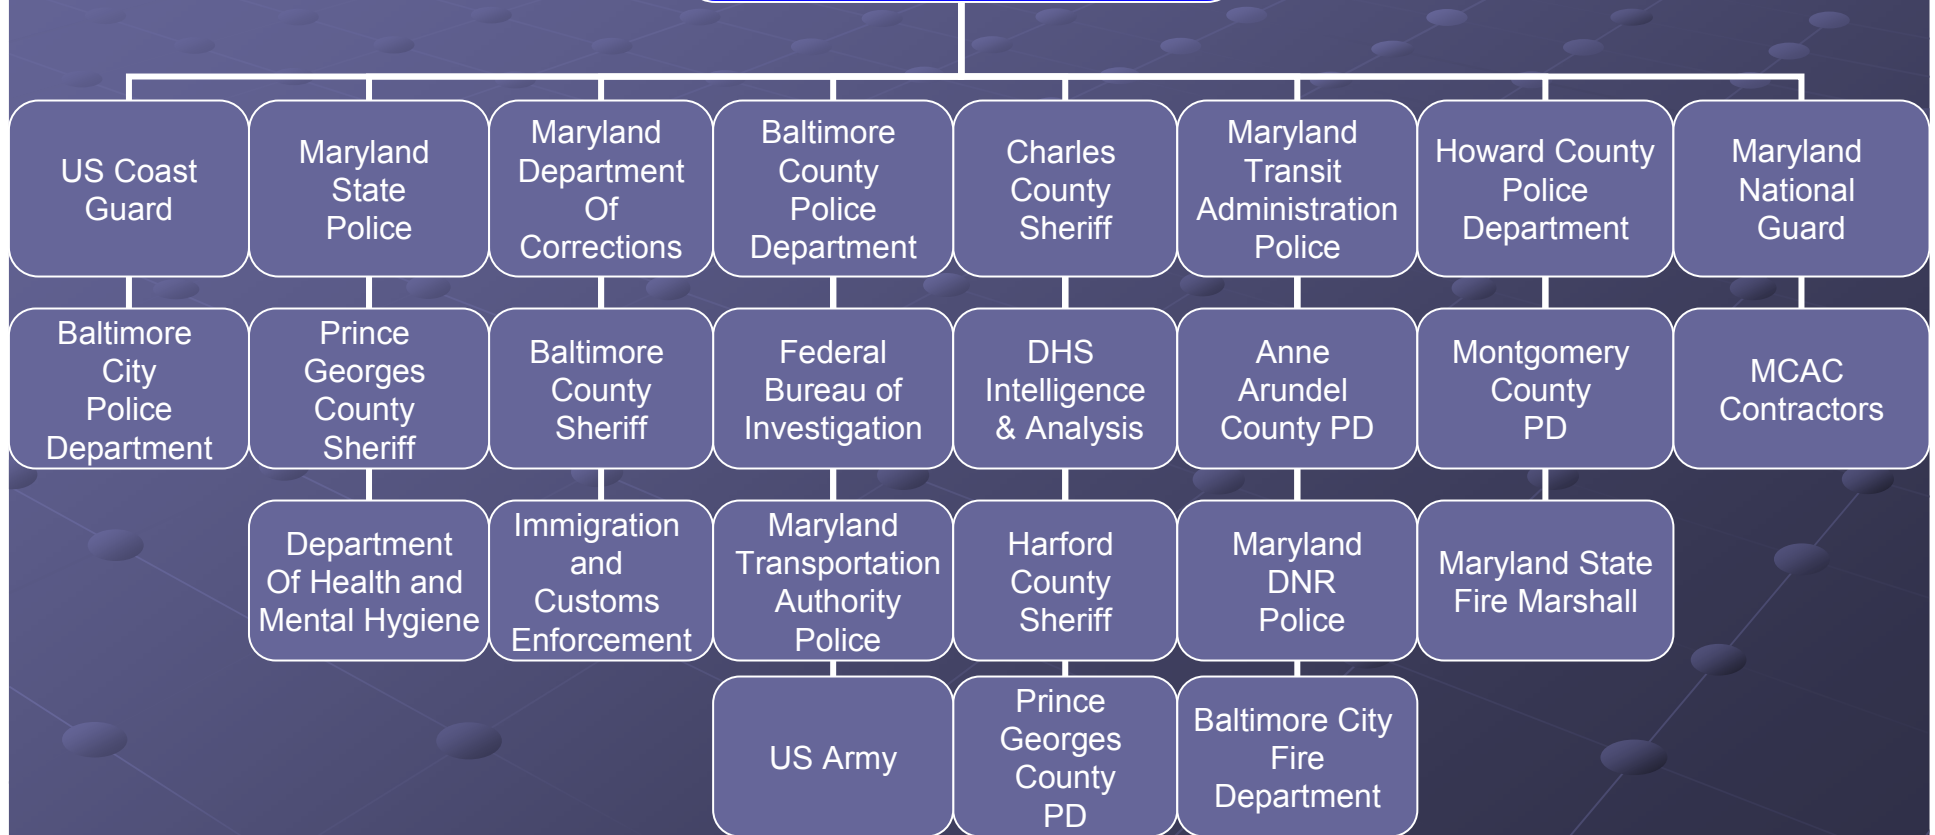 US Coast
Guard
Maryland
State
Police
Maryland
Department
Of
Corrections
Baltimore
County
Police
Department
Charles
County
Sheriff
Maryland
Transit
Administration
Police
Howard County
Police
Department
Maryland
National
Guard
Baltimore
City
Police
Department
Prince
Georges
County
Sheriff
Baltimore
County
Sheriff
Federal
Bureau of
Investigation
DHS
Intelligence
& Analysis
Anne
Arundel
County PD
Montgomery
County
PD
MCAC
Contractors
Department
Of Health and
Mental Hygiene
Immigration
and
Customs
Enforcement
Maryland
Transportation
Authority
Police
Harford
County
Sheriff
Maryland
DNR
Police
Maryland State
Fire Marshall
US Army
Prince
Georges
County
PD
Baltimore City
Fire
Department